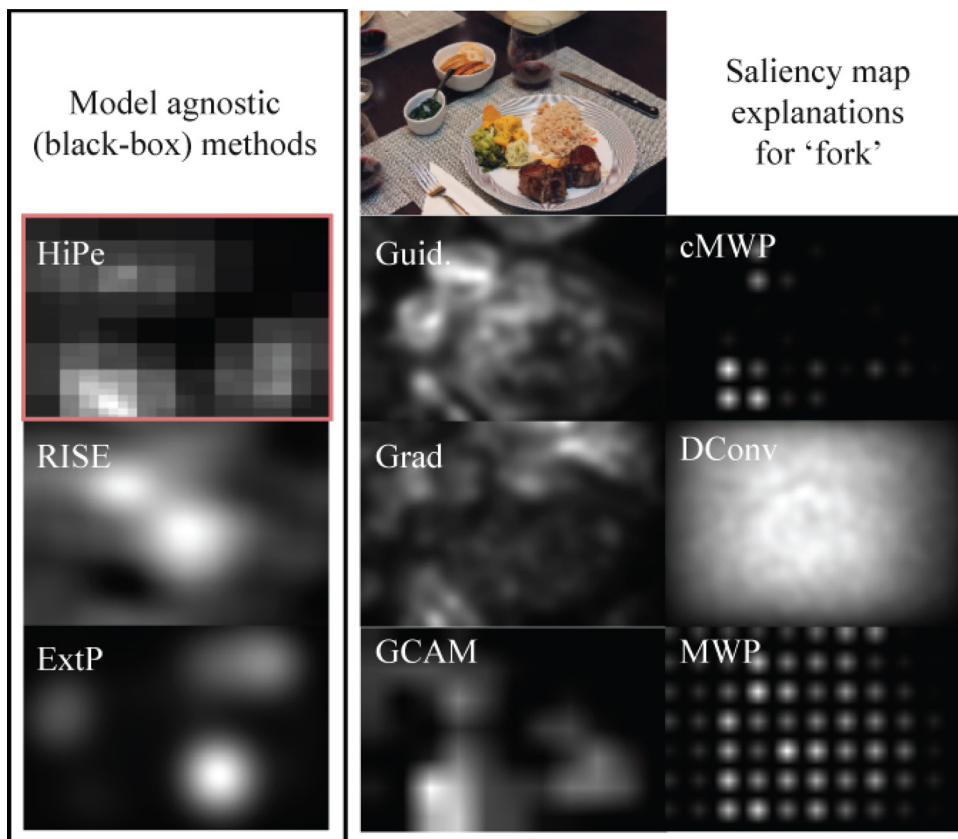 Model agnostic
(black-box) methods
Saliency map
explanations
for ‘fork’
HiPe
Guid.
cMWP
RISE
Grad
DConv
ExtP
GCAM
MWP